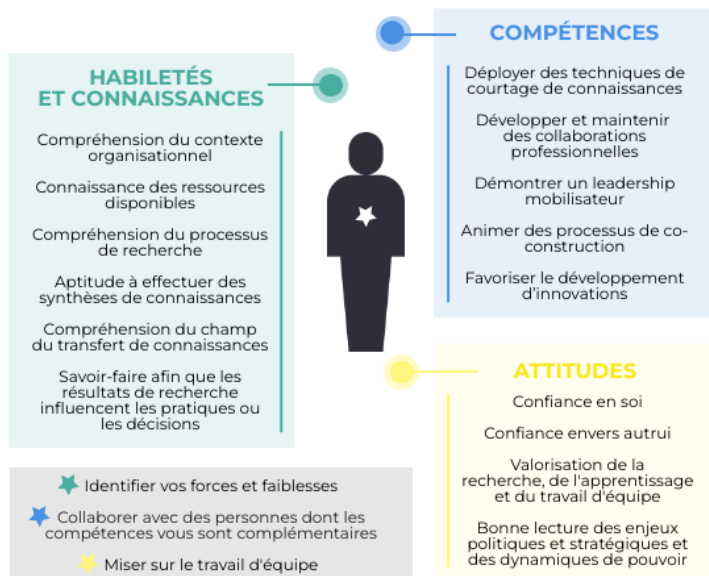 HABILETÉS
ET CONNAISSANCES
Compréhension du contexte
organisationnel
Connaissance des ressources
disponibles
Compréhension du processus
de recherche
Aptitude à effectuer des
synthèses de connaissances
Compréhension du champ
du transfert de connaissances
Savoir-faire afin que les
résultats de recherche
influencent les pratiques ou
les décisions
COMPÉTENCES
Déployer des techniques de
courtage de connaissances
Développer et maintenir
des collaborations
professionnelles
Démontrer un leadership
mobilisateur
Animer des processus de co-
construction
Favoriser le développement
d'innovations
ATTITUDES
Confiance en soi
Confiance envers autrui
Valorisation de la
recherche, de l'apprentissage
et du travail d'équipe
Bonne lecture des enjeux
politiques et stratégiques et
des dynamiques de pouvoir
Identifier vos forces et faiblesses
Collaborer avec des personnes dont les
compétences vous sont complémentaires
Miser sur le travail d'équipe